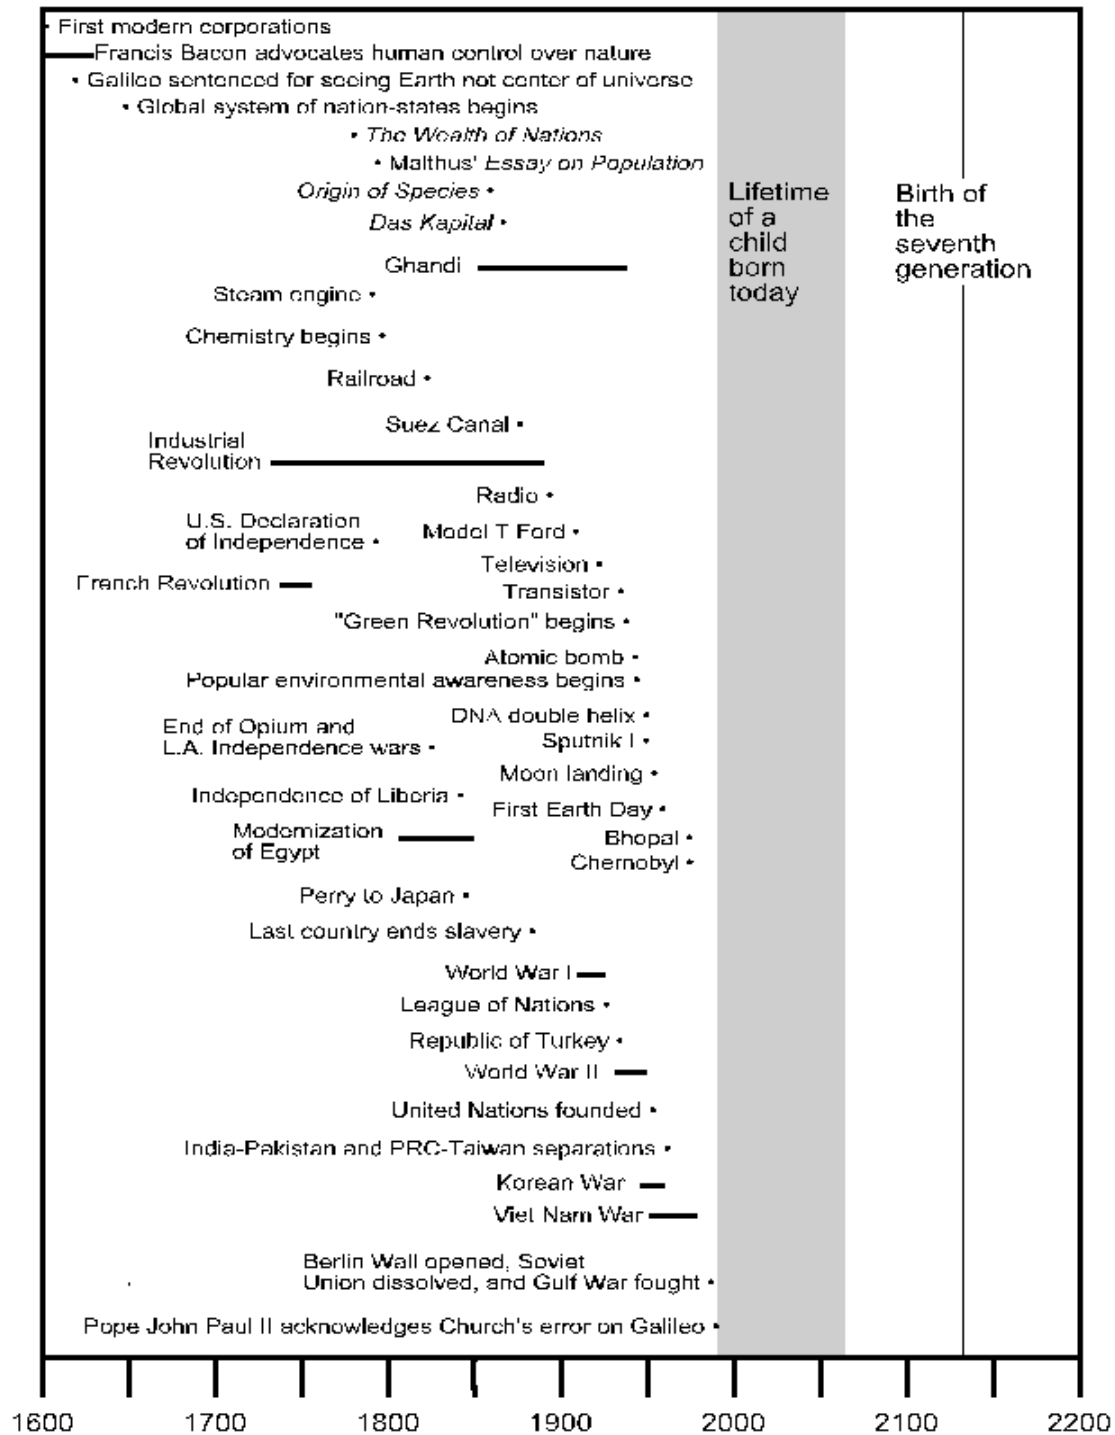 First modern corporations
Francis Bacon advocates human control over nature
Galileo sentenced for seeing Earth not center of universe
Global system of nation-states begins
The Wealth of Nations
Malthus' Essay on Population
Origin of Species
Das Kapital
Ghandi
Steam engine
Chemistry begins
Railroad
Suez Canal
Industrial
Revolution
Radio
U.S. Declaration
of Independence
Model T Ford
Television
French Revolution
Transistor
"Green Revolution" begins
Atomic bomb
Popular environmental awareness begins
DNA double helix
End of Opium and
L.A. Independence wars
Sputnik I
Moon landing
Independence of Liberia
First Earth Day
Modernization
of Egypt
Bhopal
Chernobyl
Perry to Japan
Last country ends slavery
World War I
League of Nations
Republic of Turkey
World War II
United Nations founded
India-Pakistan and PRC-Taiwan separations
Korean War
Viet Nam War
Berlin Wall opened, Soviet
Union dissolved, and Gulf War fought
Pope John Paul II acknowledges Church's error on Galileo
Lifetime
of a
child
born
today
Birth of
the
seventh
generation
1600 1700 1800 1900 2000 2100 2200